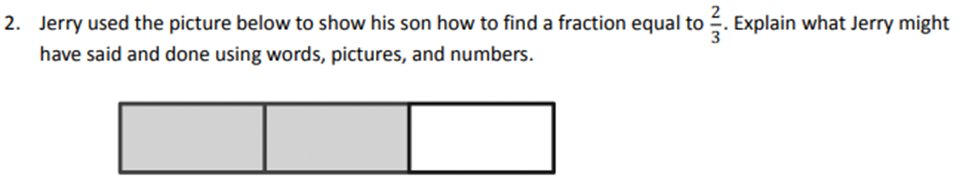 2. Jerry used the picture below to show his son how to find a fraction equal to 2/3. Explain what Jerry might
have said and done using words, pictures, and numbers.